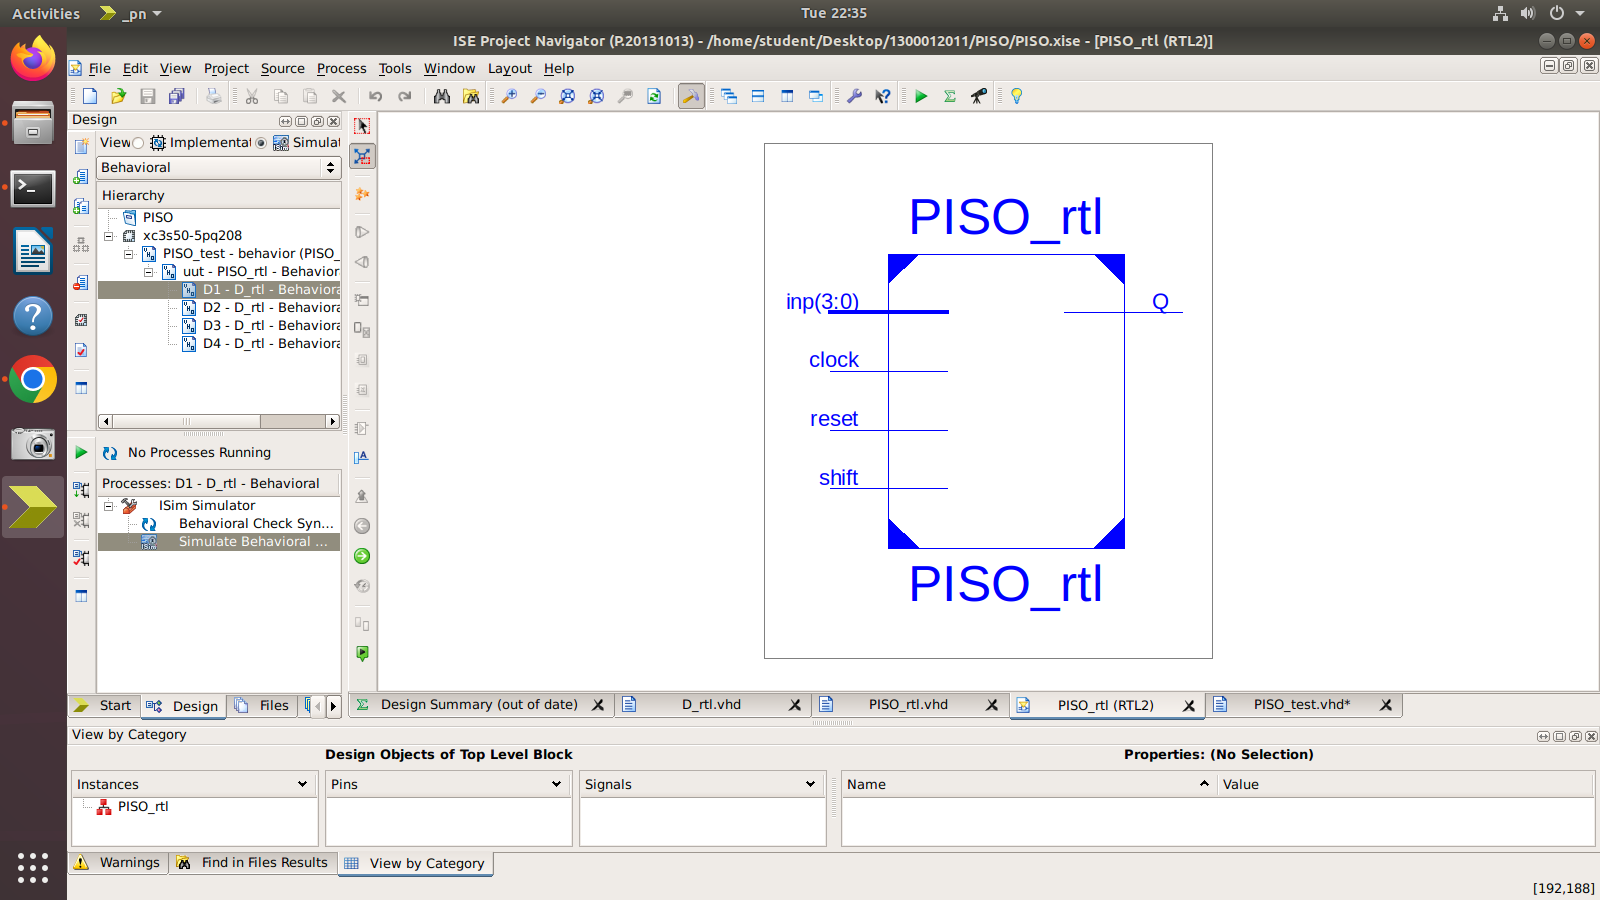 Activities
_pn
Tue 22:35
ISE Project Navigator (P.20131013) - /home/student/Desktop/1300012011/PISO/PISO.xise - [PISO_rtl (RTL2)]
File Edit View Project Source Process Tools Window Layout Help
Design
View Implementat Simulat
Behavioral
Hierarchy
PISO
xc3s50-5pq208
PISO_test - behavior (PISO_
uut - PISO_rtl - Behavior
D1 - D_rtl - Behaviora
D2 - D_rtl - Behaviora
D3 - D_rtl - Behaviora
D4 - D_rtl - Behaviora
No Processes Running
Processes: D1 - D_rtl - Behavioral
ISim Simulator
Behavioral Check Syn...
Simulate Behavioral ...
Start Design Files
PISO_rtl
inp(3:0)
Q
clock
reset
shift
PISO_rtl
Design Summary (out of date) D_rtl.vhd PISO_rtl.vhd PISO_rtl (RTL2) PISO_test.vhd*
View by Category
Design Objects of Top Level Block
Properties: (No Selection)
Instances Pins Signals Name Value
PISO_rtl
Warnings Find in Files Results View by Category
[192,188]